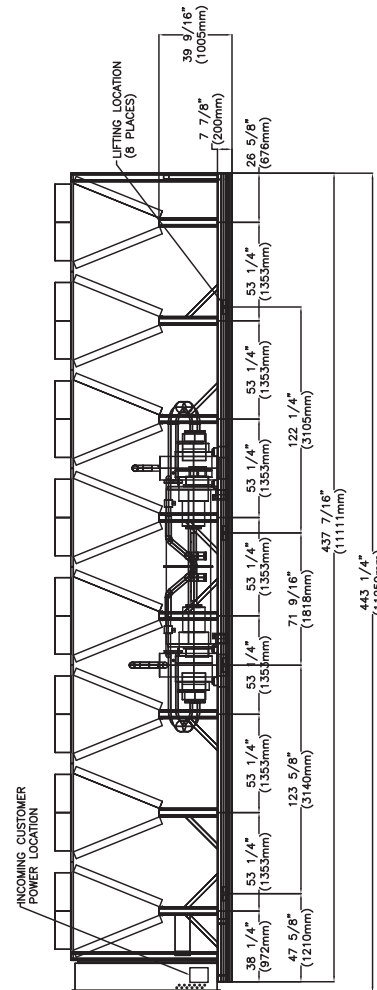 INCOMING CUSTOMER
POWER LOCATION
LIFTING LOCATION
(8 PLACES)
39 9/16"
(1005mm)
7 7/8"
(200mm)
38 1/4"
(972mm)
53 1/4"
(1353mm)
53 1/4"
(1353mm)
53 1/4"
(1353mm)
53 1/4"
(1353mm)
53 1/4"
(1353mm)
53 1/4"
(1353mm)
53 1/4"
(1353mm)
26 5/8"
(676mm)
47 5/8"
(1210mm)
123 5/8"
(3140mm)
71 9/16"
(1818mm)
122 1/4"
(3105mm)
437 7/16"
(11111mm)
443 1/4"